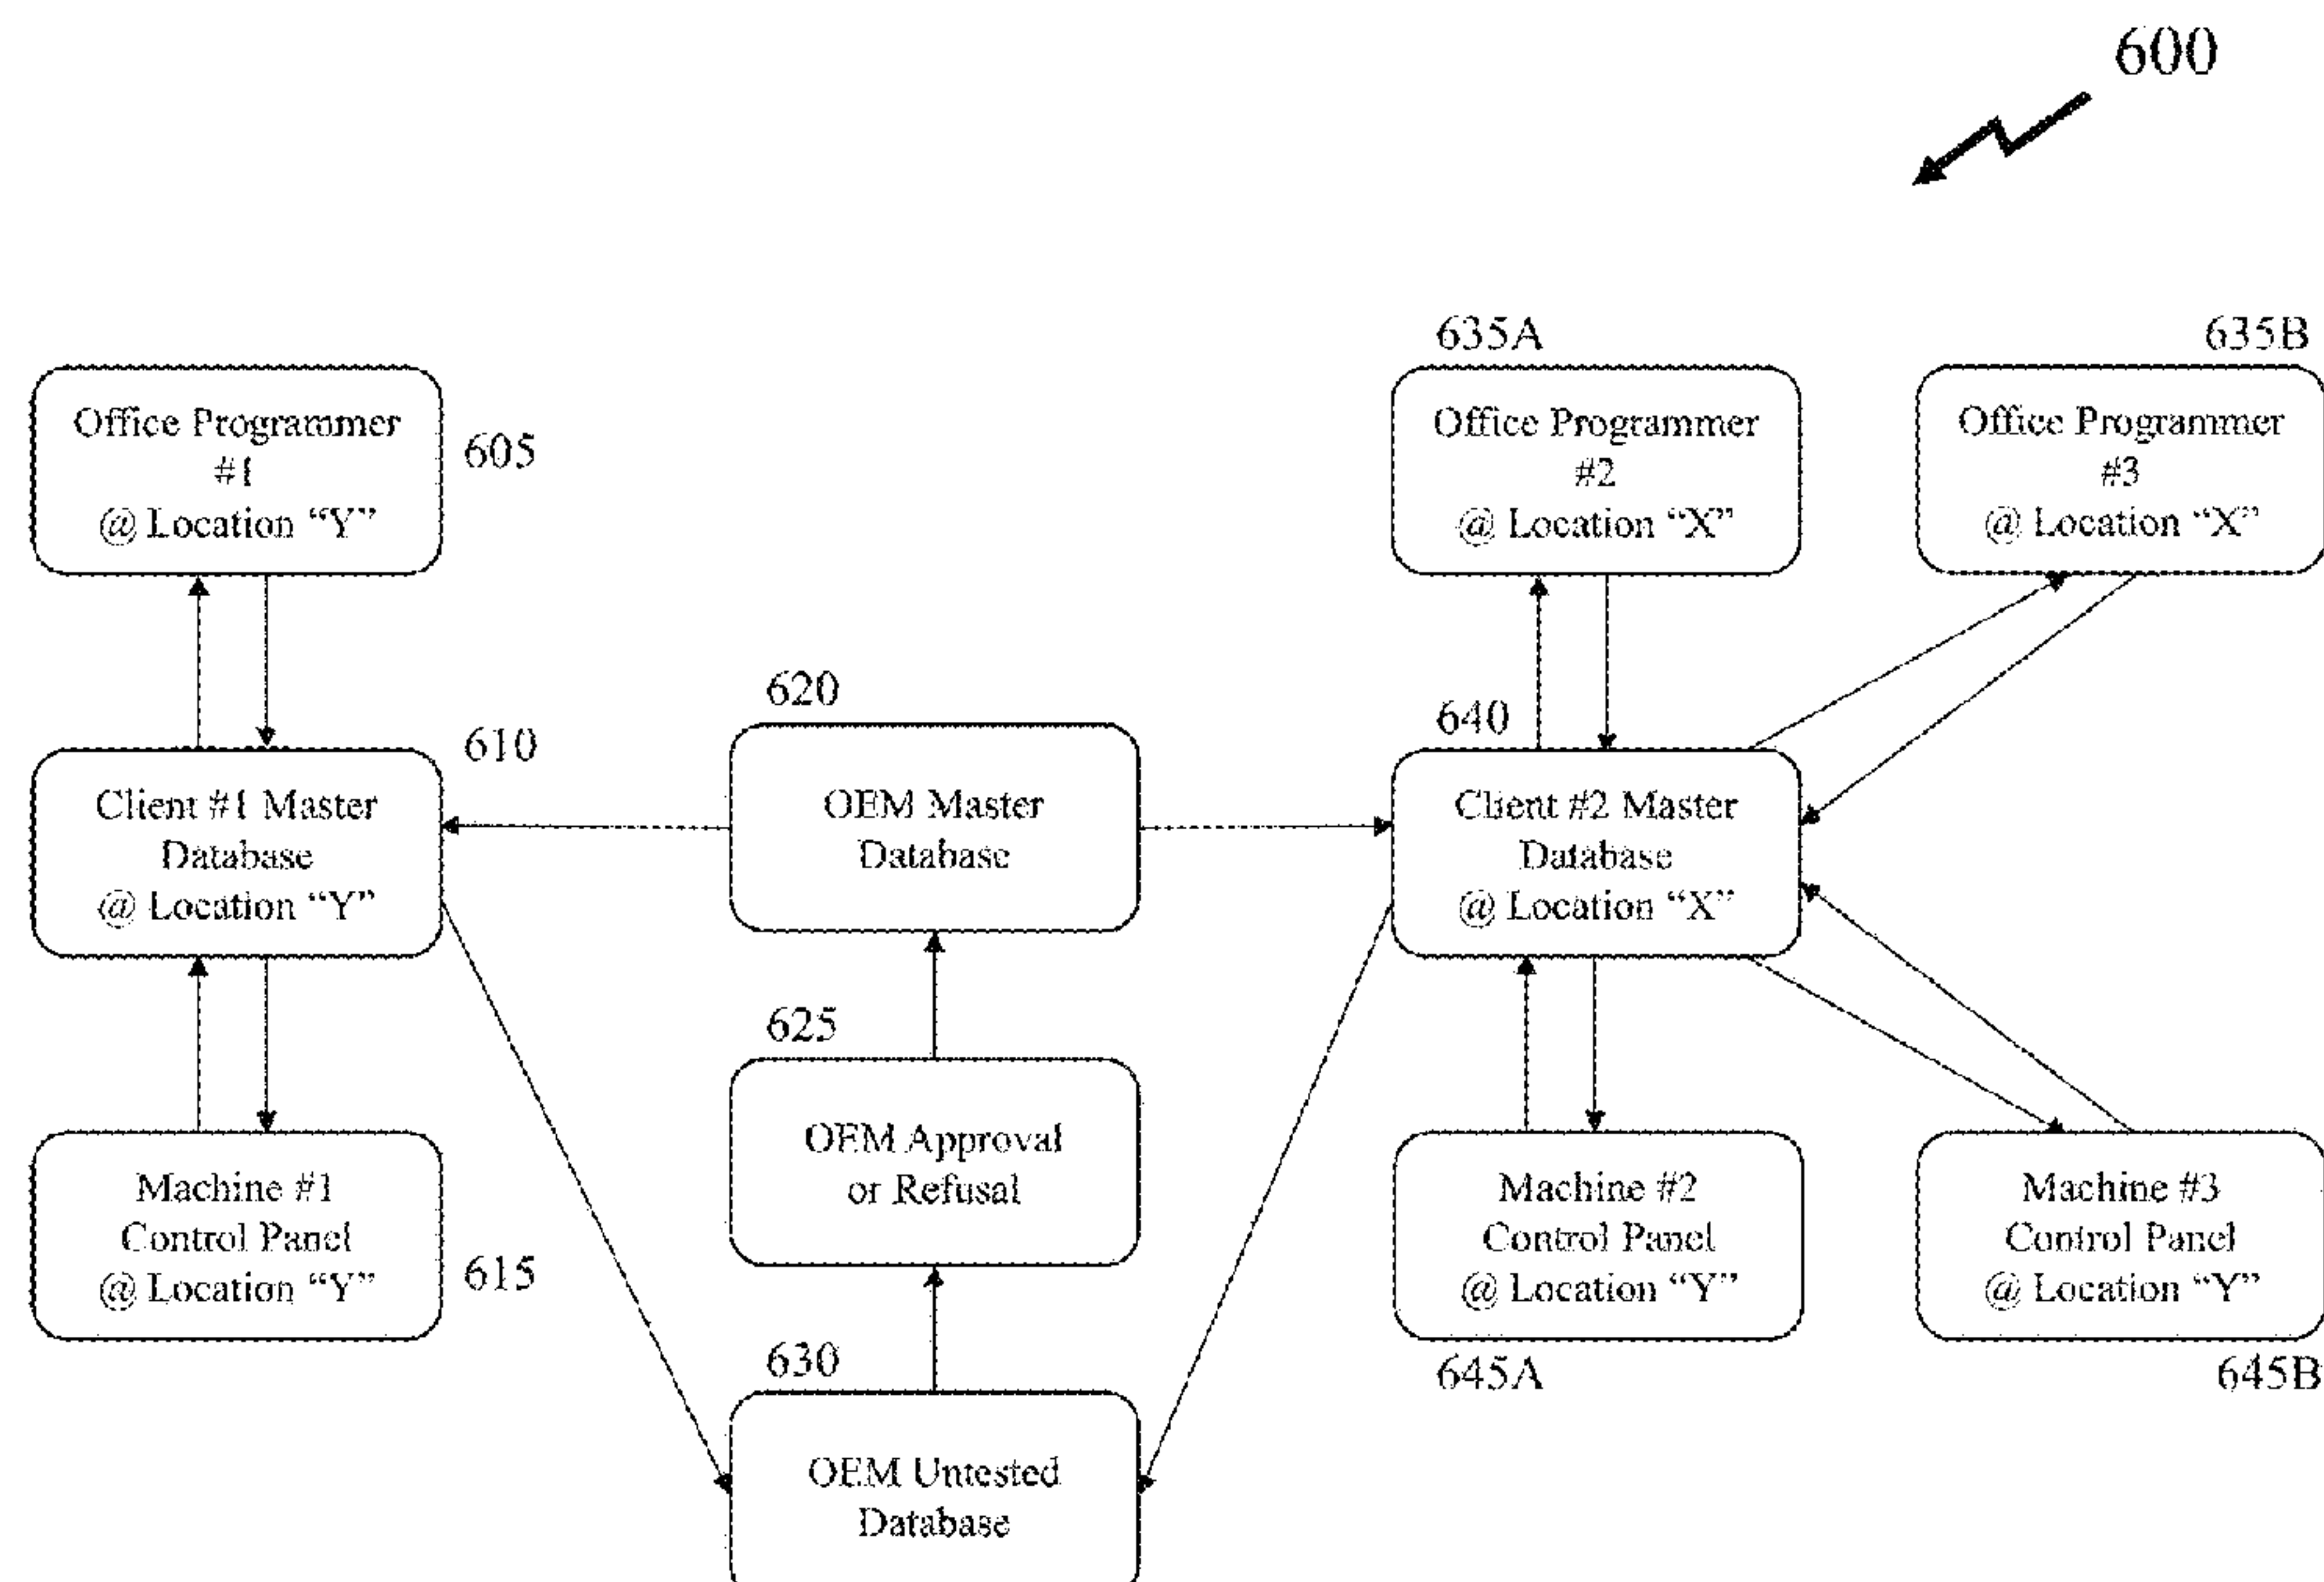 600
635A
635B
Office Programmer
#1
@ Location “Y”
605
Office Programmer
#2
@ Location “X”
Office Programmer
#3
@ Location “X”
620
640
610
Client #1 Master
Database
@ Location “Y”
OEM Master
Database
Client #2 Master
Database
@ Location “X”
625
OEM Approval
or Refusal
Machine #1
Control Panel
@ Location “Y”
615
Machine #2
Control Panel
@ Location “Y”
Machine #3
Control Panel
@ Location “Y”
630
645A
645B
OEM Untested
Database